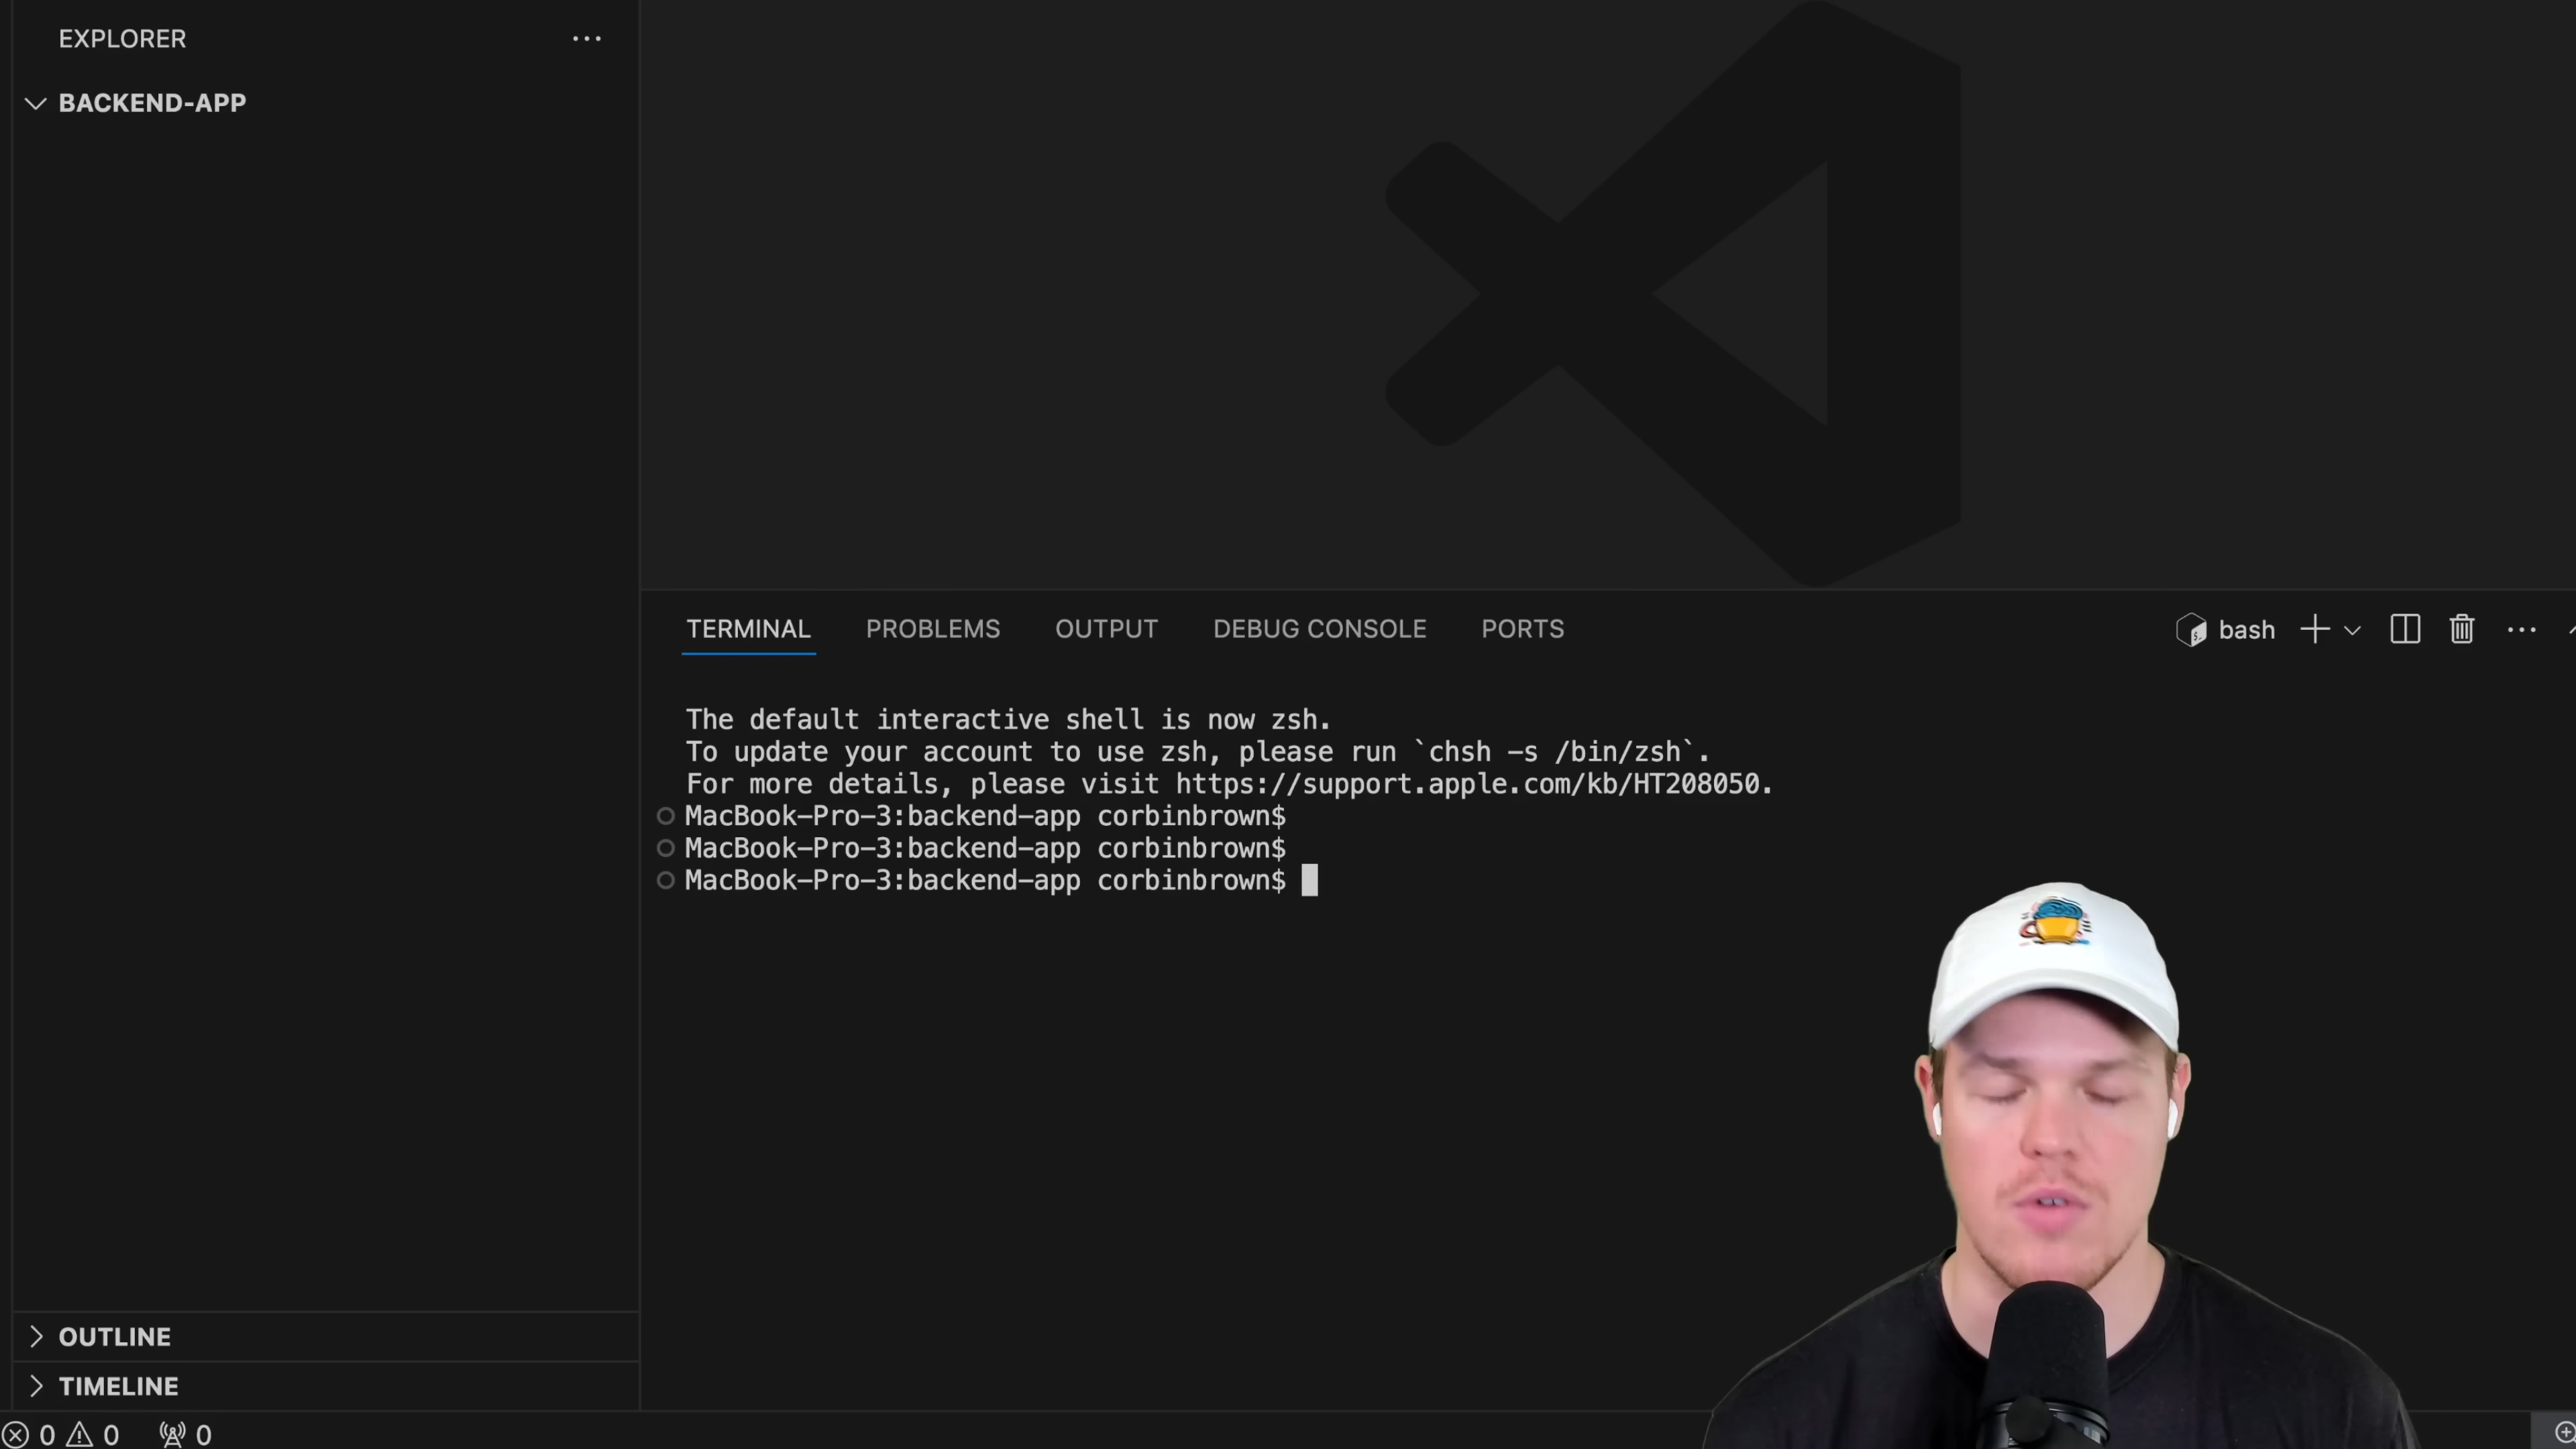 EXPLORER
BACKEND-APP
TERMINAL
PROBLEMS
OUTPUT
DEBUG CONSOLE
PORTS
bash
The default interactive shell is now zsh.
To update your account to use zsh, please run `chsh -s /bin/zsh`.
For more details, please visit https://support.apple.com/kb/HT208050.
MacBook-Pro-3:backend-app corbinbrown$
MacBook-Pro-3:backend-app corbinbrown$
MacBook-Pro-3:backend-app corbinbrown$
OUTLINE
TIMELINE
0 0 0